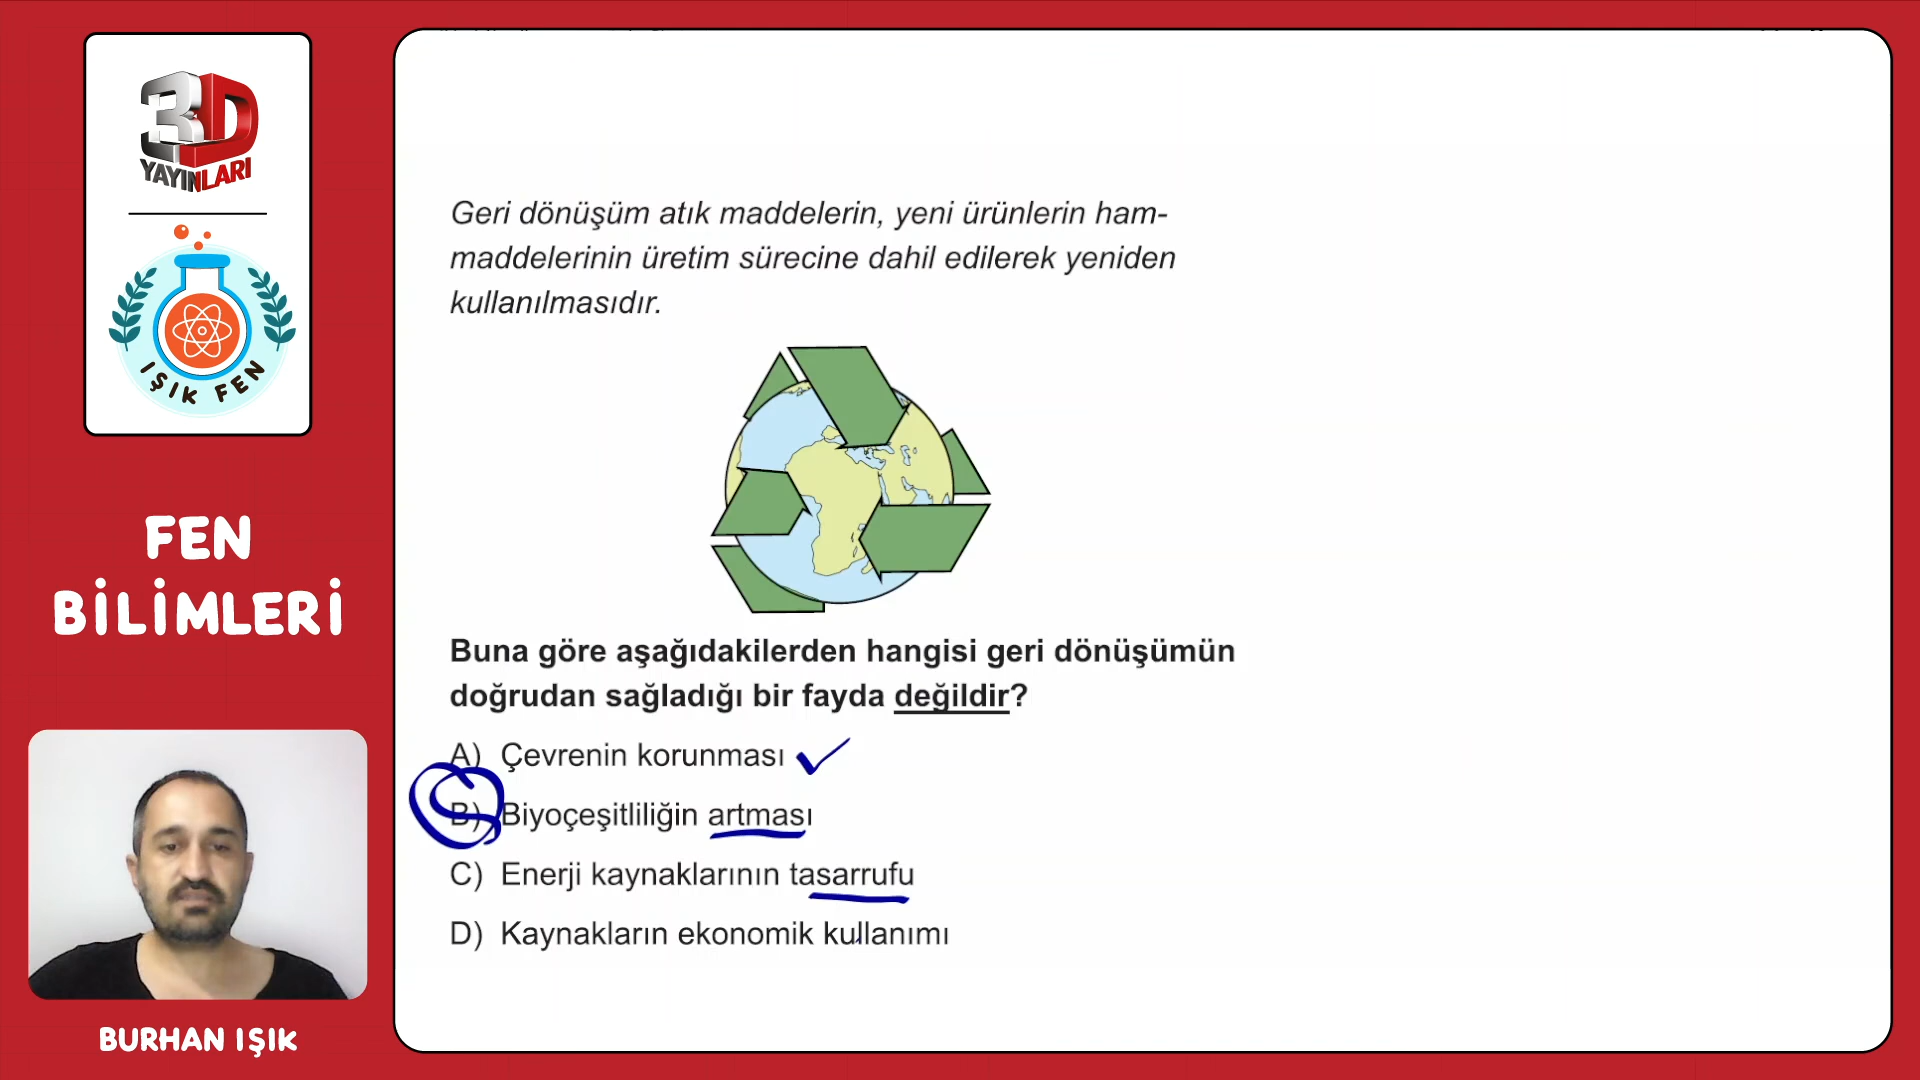 3D
YAYINLARI
IŞIK FEN
FEN
BİLİMLERİ
BURHAN IŞIK
Geri dönüşüm atık maddelerin, yeni ürünlerin ham-
maddelerinin üretim sürecine dahil edilerek yeniden
kullanılmasıdır.
Buna göre aşağıdakilerden hangisi geri dönüşümün
doğrudan sağladığı bir fayda değildir?
A) Çevrenin korunması
B) Biyoçeşitliliğin artması
C) Enerji kaynaklarının tasarrufu
D) Kaynakların ekonomik kullanımı